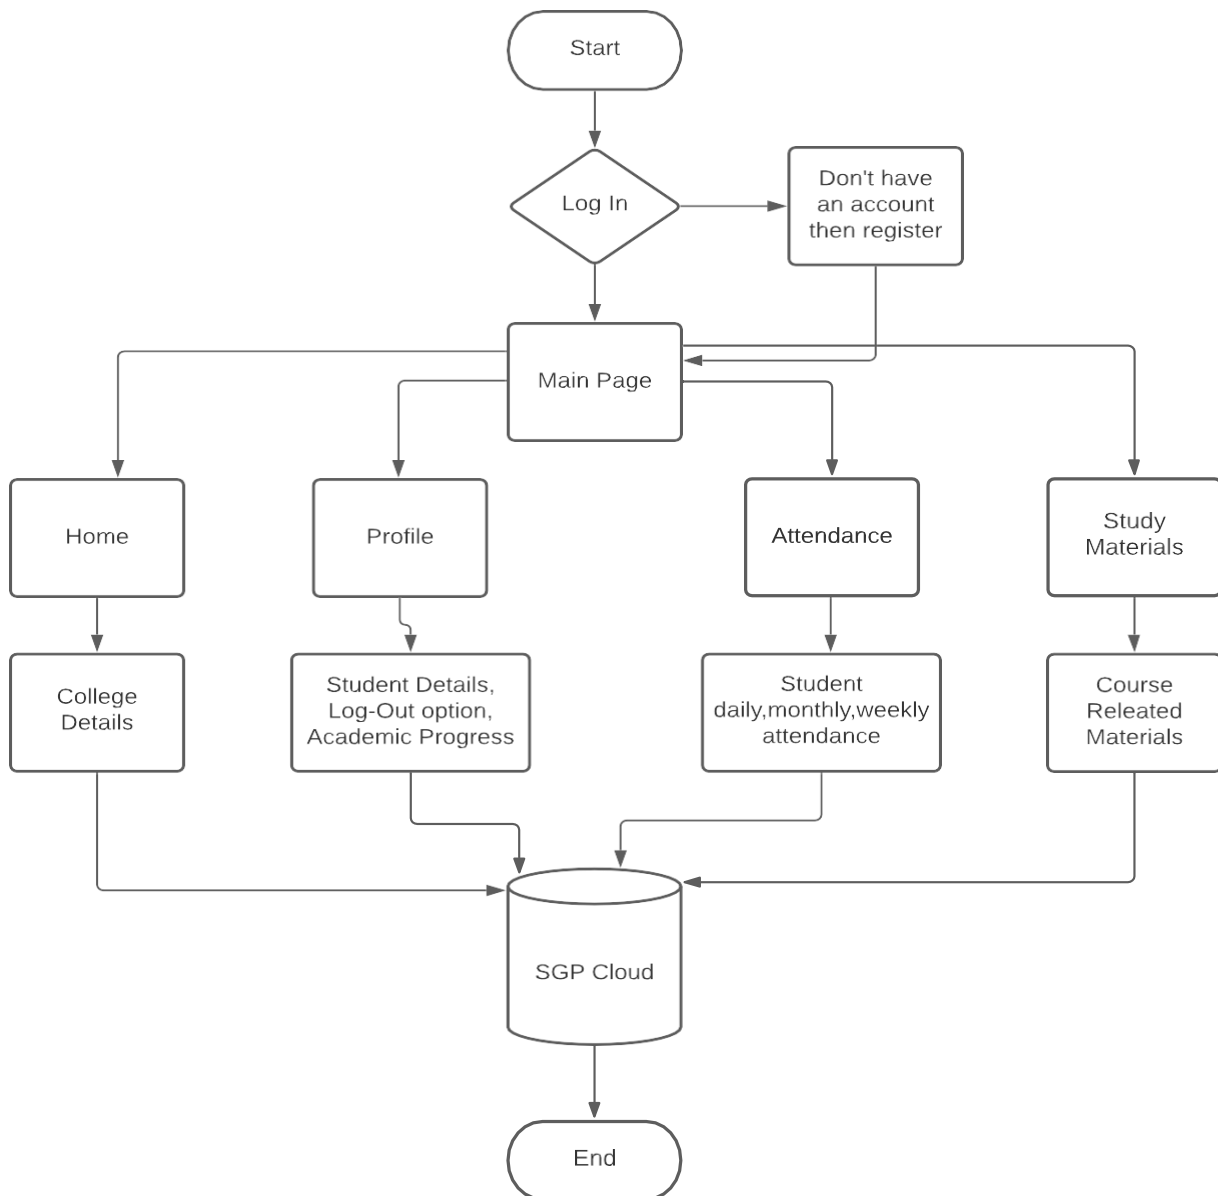 Start
Log In
Don't have
an account
then register
Main Page
Home
Profile
Attendance
Study
Materials
College
Details
Student Details,
Log-Out option,
Academic Progress
Student
daily,monthly,weekly
attendance
Course
Releated
Materials
SGP Cloud
End